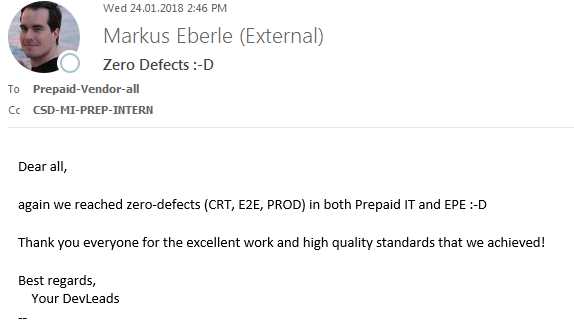 Wed 24.01.2018 2:46 PM
Markus Eberle (External)
Zero Defects :-D
To Prepaid-Vendor-all
Cc CSD-MI-PREP-INTERN
Dear all,
again we reached zero-defects (CRT, E2E, PROD) in both Prepaid IT and EPE :-D
Thank you everyone for the excellent work and high quality standards that we achieved!
Best regards,
Your DevLeads
--